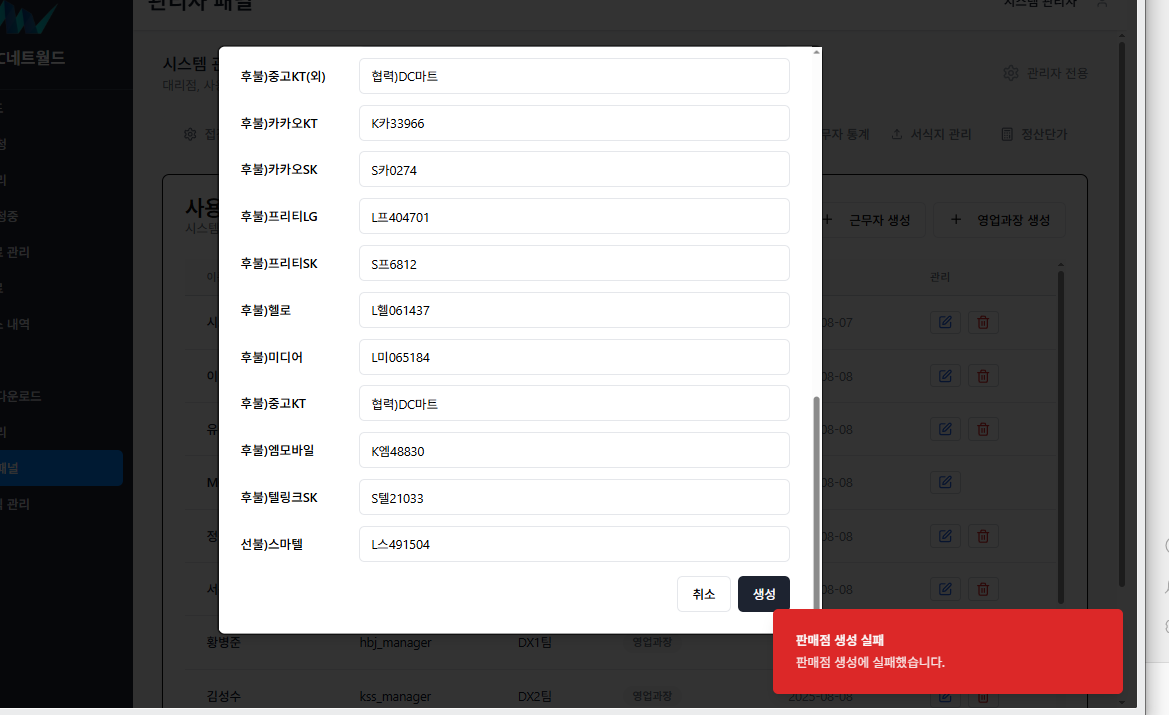 관리자 패널
시스템 관리자
네트월드
시스템
대리점,
관리자 전용
무자 통계
서식지 관리
정산단가
관리
내역
다운로드
패널
관리
사용
시스템
+ 근무자 생성
+ 영업과장 생성
관리
후불)중고KT(외) 협력)DC마트
후불)카카오KT K카33966
후불)카카오SK S카0274
후불)프리티LG L프404701
후불)프리티SK S프6812
후불)헬로 L헬061437
후불)미디어 L미065184
후불)중고KT 협력)DC마트
후불)엠모바일 K엠48830
후불)텔링크SK S텔21033
선불)스마텔 L스491504
취소 생성
08-07
08-08
08-08
08-08
08-08
08-08
황병준 hbj_manager DX1팀 영업과장
김성수 kss_manager DX2팀 영업과장 2025-08-08
판매점 생성 실패
판매점 생성에 실패했습니다.